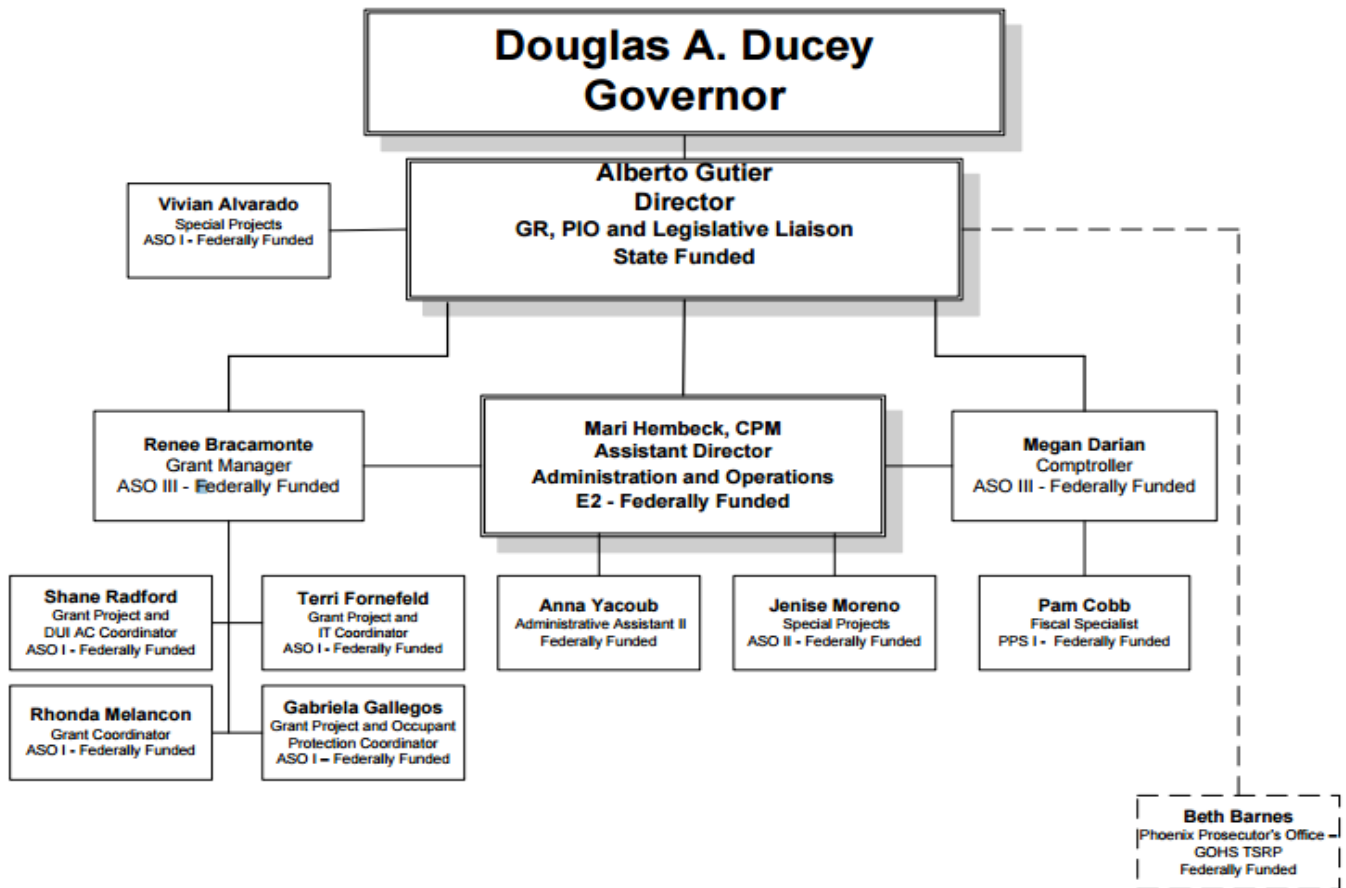 Douglas A. Ducey
Governor
Alberto Gutier
Director
GR, PIO and Legislative Liaison
State Funded
Vivian Alvarado
Special Projects
ASO I - Federally Funded
Renee Bracamonte
Grant Manager
ASO III - Federally Funded
Mari Hembeck, CPM
Assistant Director
Administration and Operations
E2 - Federally Funded
Megan Darian
Comptroller
ASO III - Federally Funded
Shane Radford
Grant Project and
DUI AC Coordinator
ASO I - Federally Funded
Terri Fornefeld
Grant Project and
IT Coordinator
ASO I - Federally Funded
Anna Yacoub
Administrative Assistant II
Federally Funded
Jenise Moreno
Special Projects
ASO II - Federally Funded
Pam Cobb
Fiscal Specialist
PPS I - Federally Funded
Rhonda Melancon
Grant Coordinator
ASO I - Federally Funded
Gabriela Gallegos
Grant Project and Occupant
Protection Coordinator
ASO I – Federally Funded
Beth Barnes
Phoenix Prosecutor's Office –
GOHS TSRP
Federally Funded